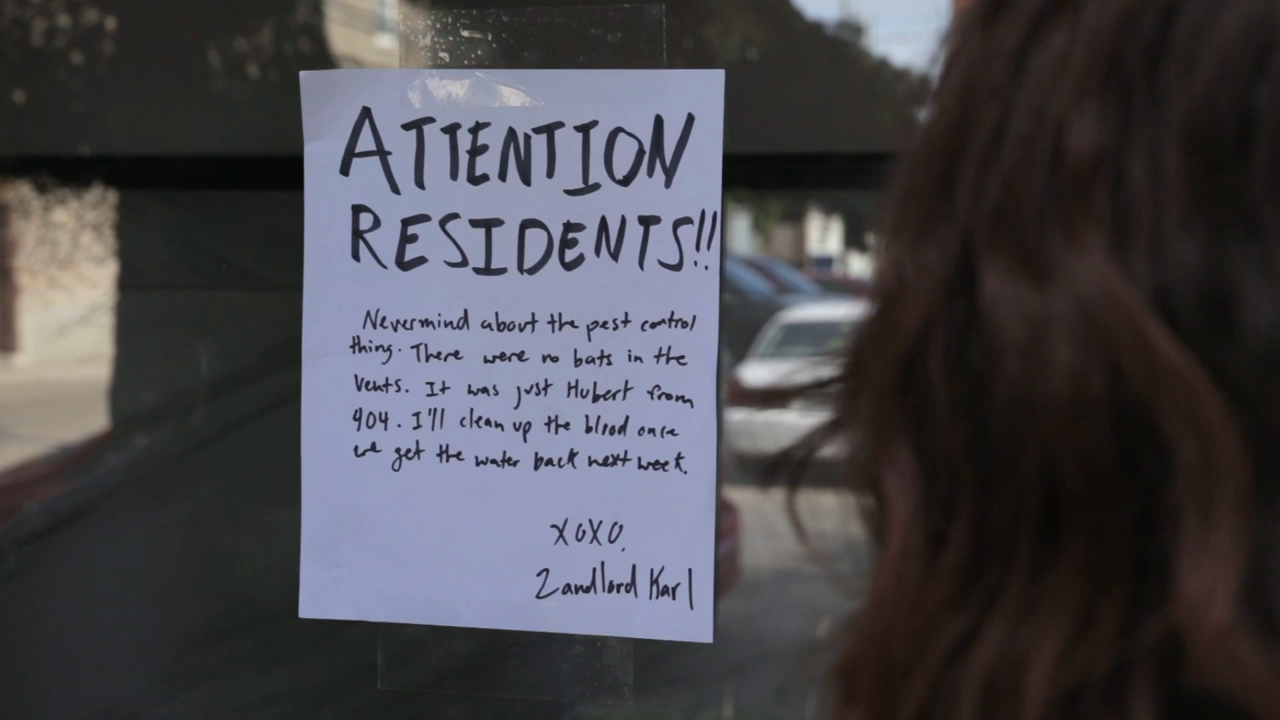 ATTENTION
RESIDENTS!!
Nevermind about the pest control
thing. There were no bats in the
vents. It was just Hubert from
404. I'll clean up the blood once
we get the water back next week.
XOXO,
Landlord Karl